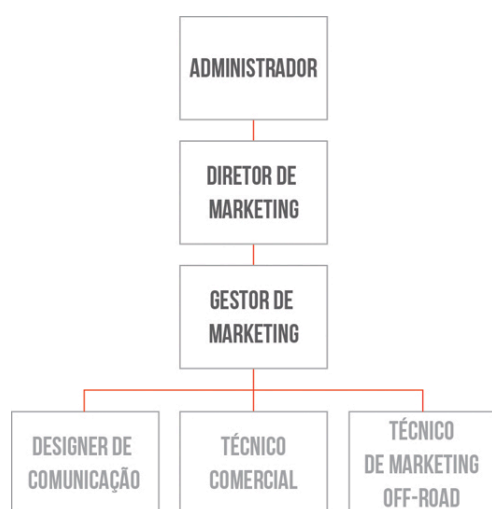 ADMINISTRADOR
DIRETOR DE
MARKETING
GESTOR DE
MARKETING
DESIGNER DE
COMUNICAÇÃO
TÉCNICO
COMERCIAL
TÉCNICO
DE MARKETING
OFF-ROAD